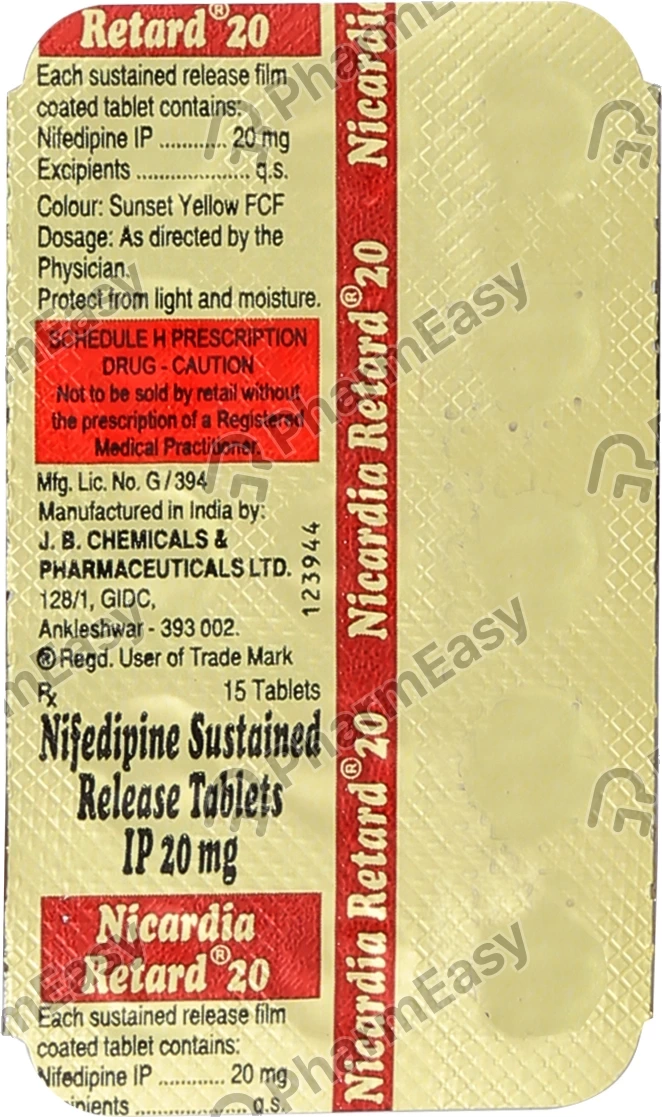 Retard® 20
Each sustained release film
coated tablet contains:
Nifedipine IP ............ 20 mg
Excipients .................... q.s.
Colour: Sunset Yellow FCF
Dosage: As directed by the
Physician.
Protect from light and moisture.
SCHEDULE H PRESCRIPTION
DRUG - CAUTION
Not to be sold by retail without
the prescription of a Registered
Medical Practitioner.
Mfg. Lic. No. G / 394
Manufactured in India by:
J. B. CHEMICALS &
PHARMACEUTICALS LTD.
128/1, GIDC,
Ankleshwar - 393 002.
® Regd. User of Trade Mark
Rx 15 Tablets
Nifedipine Sustained
Release Tablets
IP 20 mg
Nicardia
Retard® 20
Each sustained release film
coated tablet contains:
Nifedipine IP ............ 20 mg
.................... q.s.
123944
Nicardia
Nicardia Retard® 20
Nicardia Retard® 20
PharmEasy
PharmEasy
PharmEasy
PharmEasy